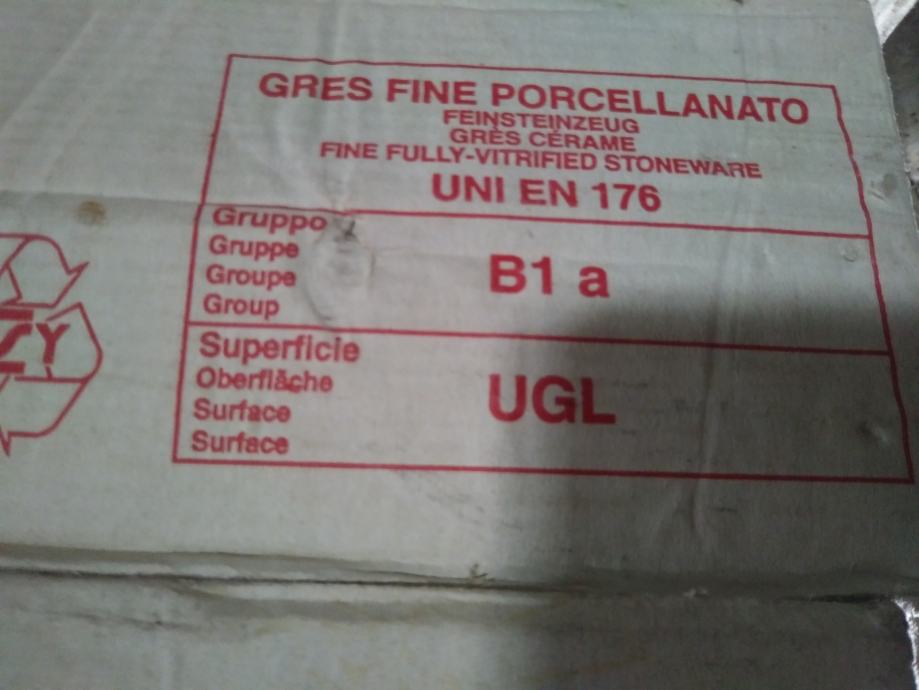 GRES FINE PORCELLANATO
FEINSTEINZEUG
GRÈS CÉRAME
FINE FULLY-VITRIFIED STONEWARE
UNI EN 176
Gruppo
Gruppe
Groupe
Group
B1 a
Superficie
Oberfläche
Surface
Surface
UGL